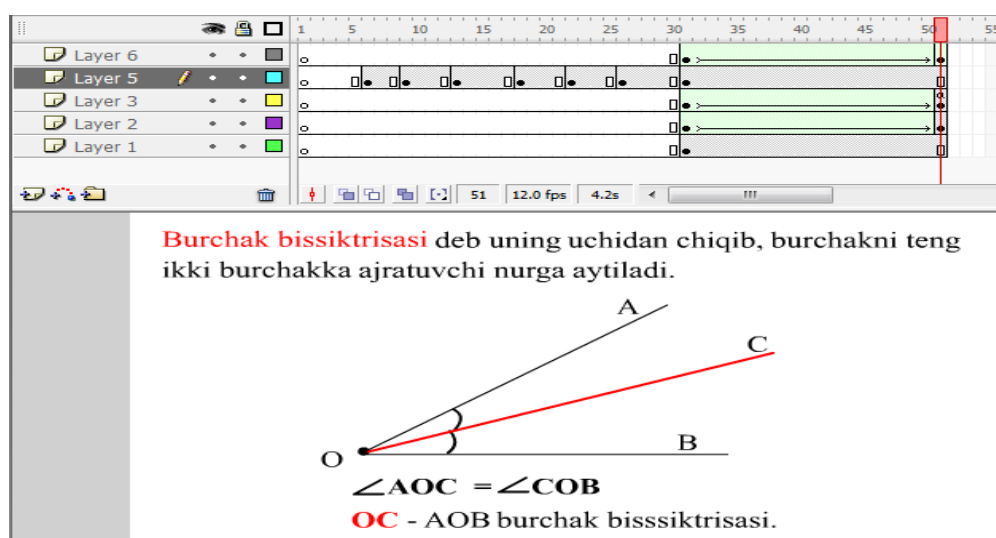 1 5 10 15 20 25 30 35 40 45 50 55
Layer 6
Layer 5
Layer 3
Layer 2
Layer 1
51 12.0 fps 4.2s
Burchak bissiktrisasi deb uning uchidan chiqib, burchakni teng
ikki burchakka ajratuvchi nurga aytiladi.
A
C
B
O
∠AOC =∠COB
OC - AOB burchak bisssiktrisasi.